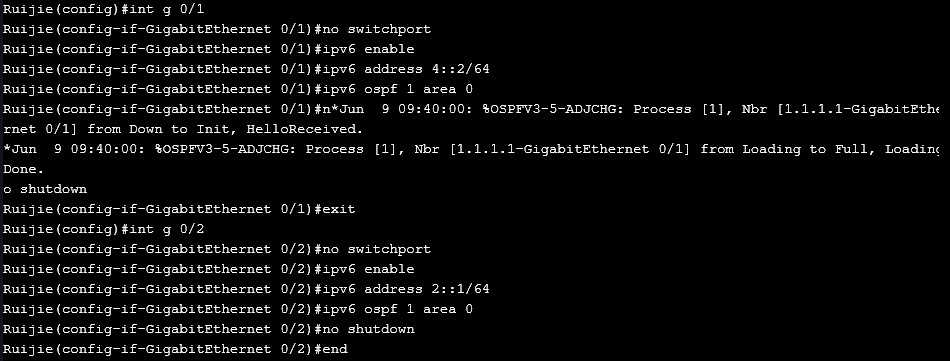 Ruijie(config)#int g 0/1
Ruijie(config-if-GigabitEthernet 0/1)#no switchport
Ruijie(config-if-GigabitEthernet 0/1)#ipv6 enable
Ruijie(config-if-GigabitEthernet 0/1)#ipv6 address 4::2/64
Ruijie(config-if-GigabitEthernet 0/1)#ipv6 ospf 1 area 0
Ruijie(config-if-GigabitEthernet 0/1)#n*Jun  9 09:40:00: %OSPFV3-5-ADJCHG: Process [1], Nbr [1.1.1.1-GigabitEthe
rnet 0/1] from Down to Init, HelloReceived.
*Jun  9 09:40:00: %OSPFV3-5-ADJCHG: Process [1], Nbr [1.1.1.1-GigabitEthernet 0/1] from Loading to Full, Loading
Done.
o shutdown
Ruijie(config-if-GigabitEthernet 0/1)#exit
Ruijie(config)#int g 0/2
Ruijie(config-if-GigabitEthernet 0/2)#no switchport
Ruijie(config-if-GigabitEthernet 0/2)#ipv6 enable
Ruijie(config-if-GigabitEthernet 0/2)#ipv6 address 2::1/64
Ruijie(config-if-GigabitEthernet 0/2)#ipv6 ospf 1 area 0
Ruijie(config-if-GigabitEthernet 0/2)#no shutdown
Ruijie(config-if-GigabitEthernet 0/2)#end